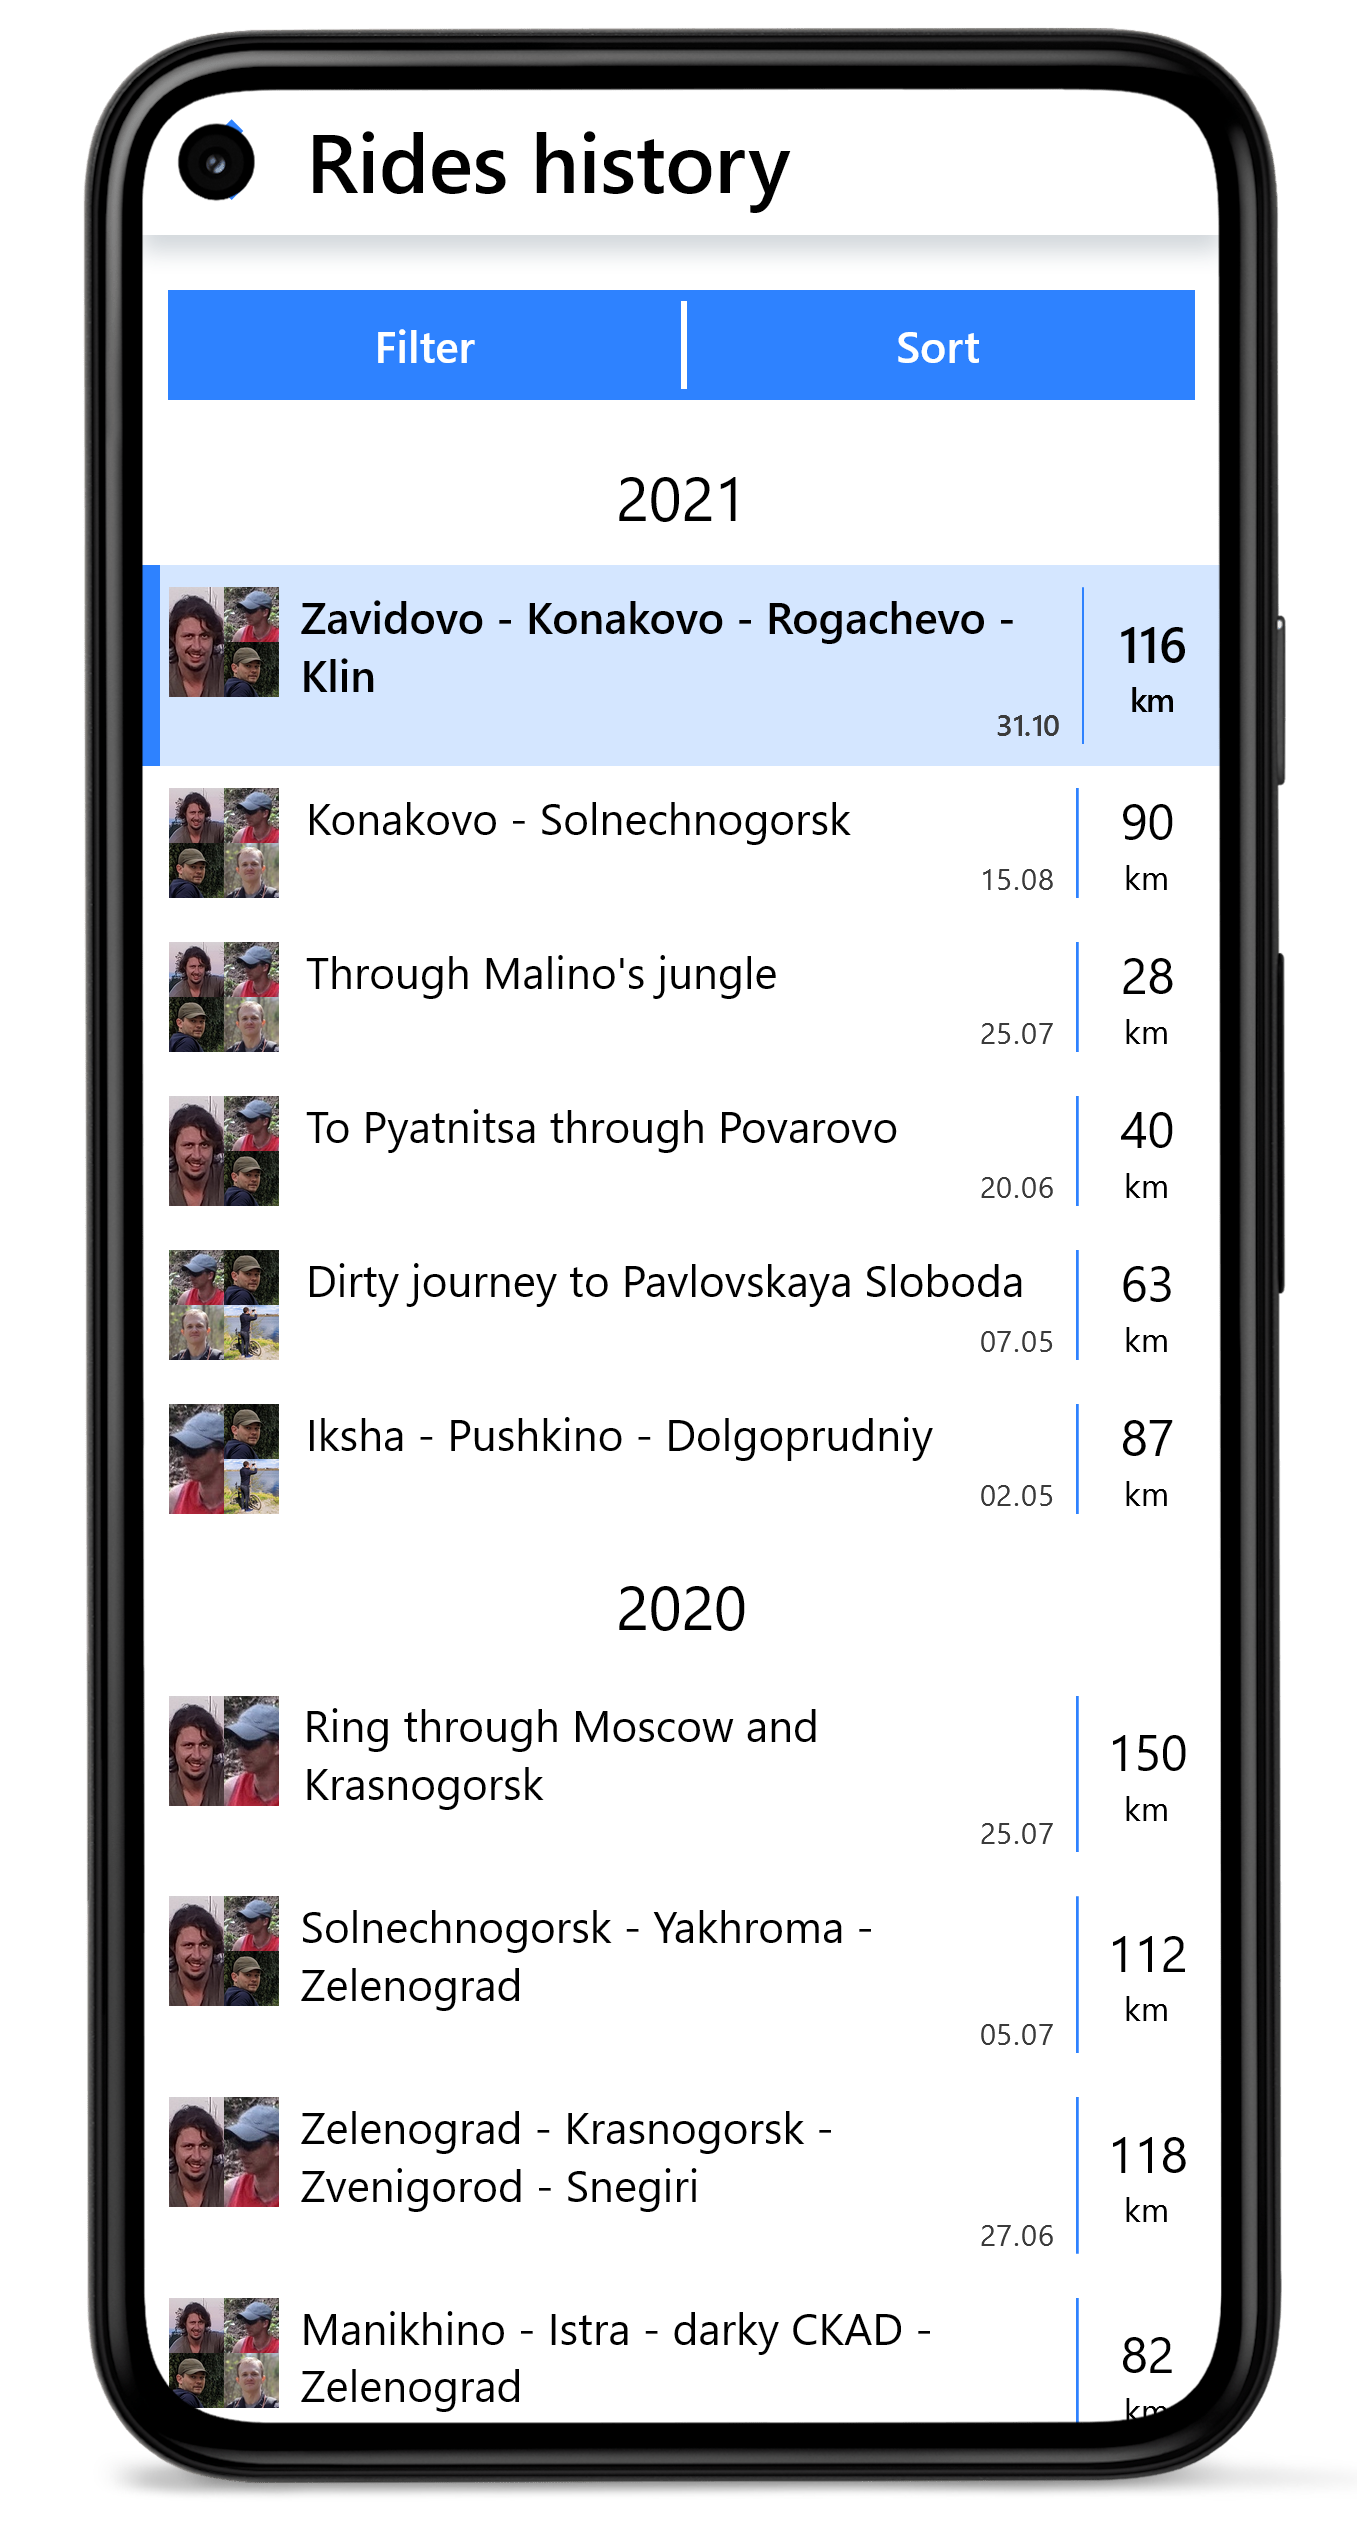 Rides history
Filter
Sort
2021
Zavidovo - Konakovo - Rogachevo -
Klin
31.10
116
km
Konakovo - Solnechnogorsk
15.08
90
km
Through Malino's jungle
25.07
28
km
To Pyatnitsa through Povarovo
20.06
40
km
Dirty journey to Pavlovskaya Sloboda
07.05
63
km
Iksha - Pushkino - Dolgoprudniy
02.05
87
km
2020
Ring through Moscow and
Krasnogorsk
25.07
150
km
Solnechnogorsk - Yakhroma -
Zelenograd
05.07
112
km
Zelenograd - Krasnogorsk -
Zvenigorod - Snegiri
27.06
118
km
Manikhino - Istra - darky CKAD -
Zelenograd
82
km